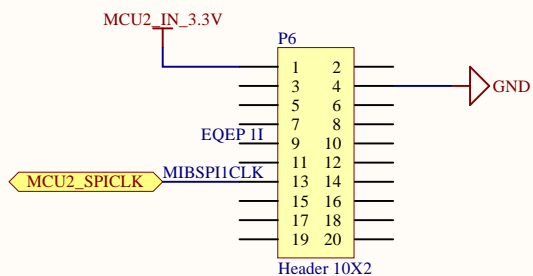 MCU2_IN_3.3V
P6
1 2
3 4
GND
5 6
7 8
EQEP 1I
9 10
11 12
MCU2_SPICLK MIBSPI1CLK 13 14
15 16
17 18
19 20
Header 10X2